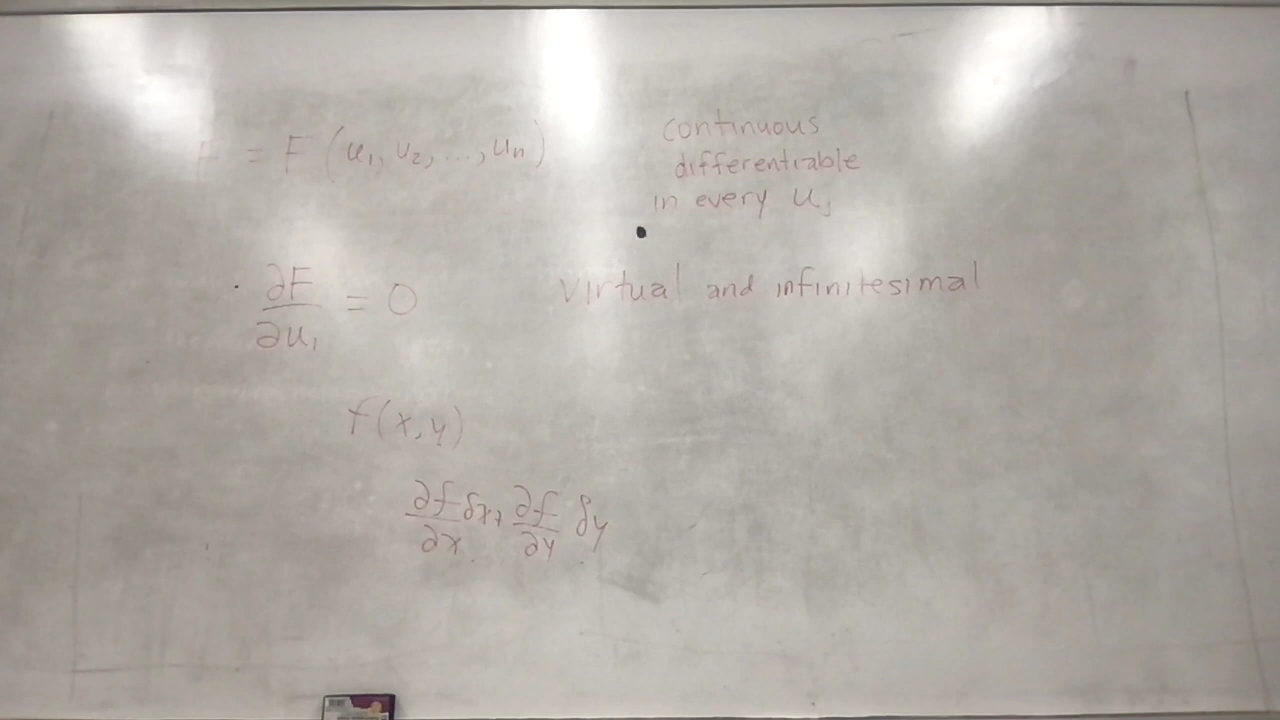 F = F (u₁, u₂, ..., uₙ)
continuous
differentiable
in every uⱼ
∂F/∂u₁ = 0
virtual and infinitesimal
f(x,y)
∂f/∂x δx + ∂f/∂y δy